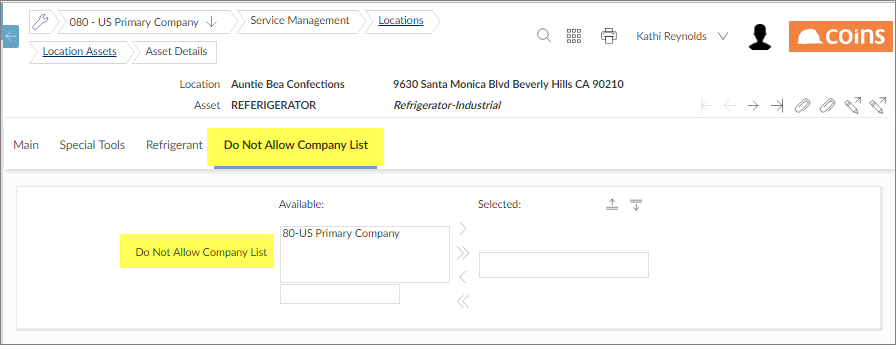 080 - US Primary Company
Service Management
Locations
Location Assets
Asset Details
Kathi Reynolds
coins
Location Auntie Bea Confections 9630 Santa Monica Blvd Beverly Hills CA 90210
Asset REFERIGERATOR Refrigerator-Industrial
Main Special Tools Refrigerant Do Not Allow Company List
Available: Selected:
80-US Primary Company
Do Not Allow Company List